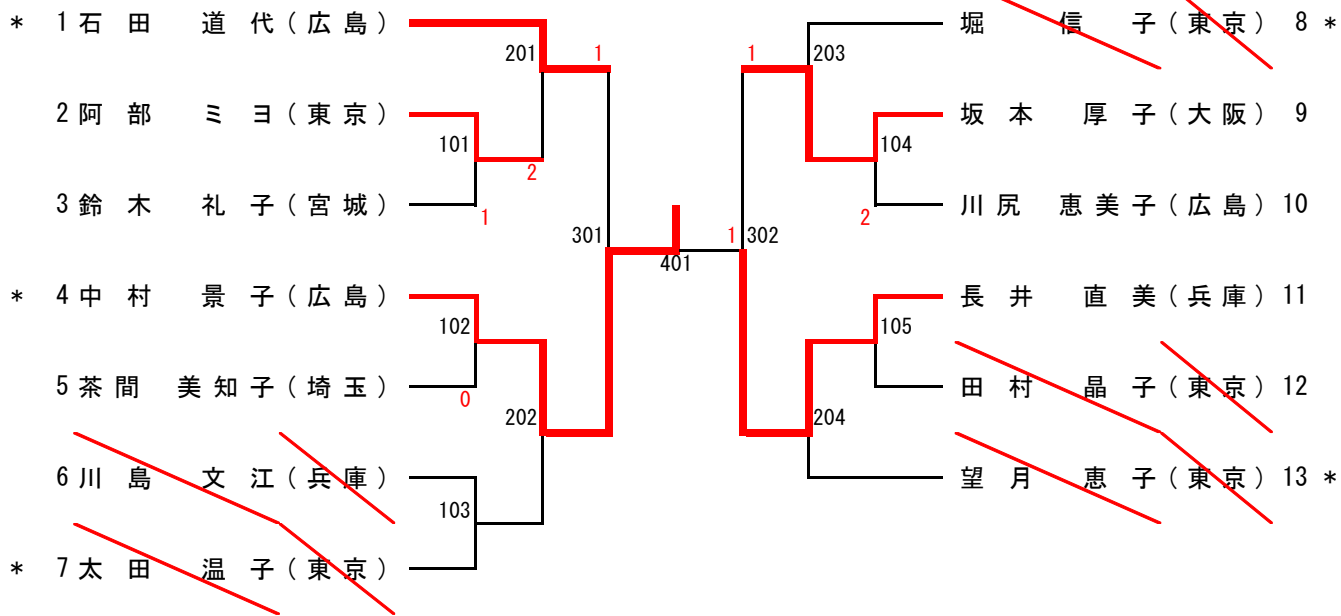 * 1 石田 道代(広島)
2 阿部 ミヨ(東京)
3 鈴木 礼子(宮城)
* 4 中村 景子(広島)
5 茶間 美知子(埼玉)
6 川島 文江(兵庫)
* 7 太田 温子(東京)
201
1
101
2
1
301
102
0
202
103
401
1
203
104
2
1
302
105
204
堀 信子(東京) 8 *
坂本 厚子(大阪) 9
川尻 恵美子(広島) 10
長井 直美(兵庫) 11
田村 晶子(東京) 12
望月 恵子(東京) 13 *